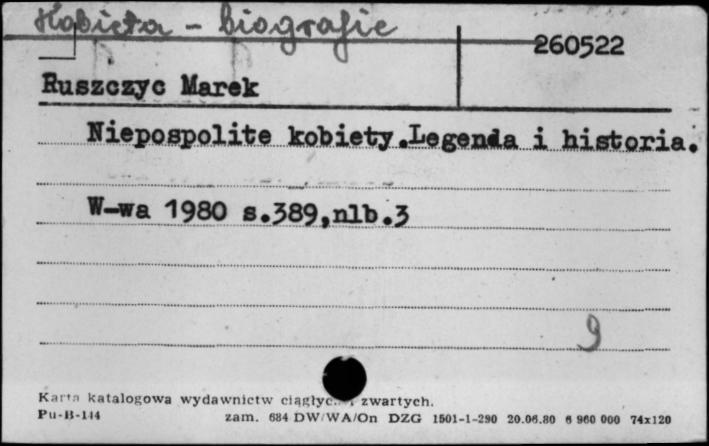 Kobieta - biografie
260522
Ruszczyc Marek
Niepospolite kobiety.Legenda i historia.
W-wa 1980 s.389,nlb.3
9
Karta katalogowa wydawnictw zwartych.
Pu-B-144 zam. 684 DW/WA/On DZG 1501-1-290 20.06.80 6 960 000 74x120